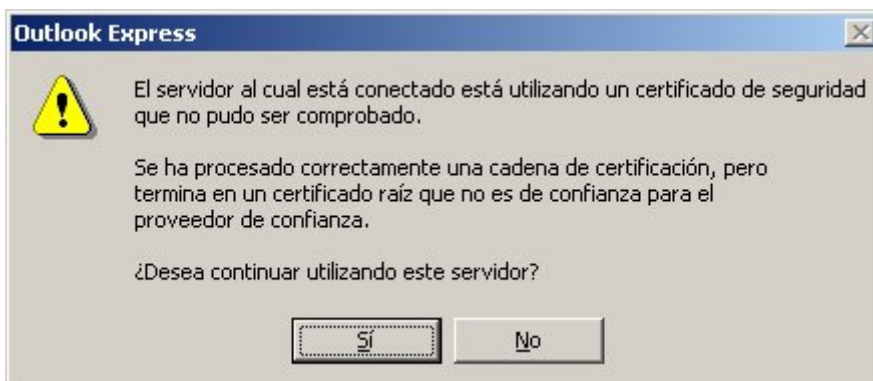 Outlook Express
El servidor al cual está conectado está utilizando un certificado de seguridad
que no pudo ser comprobado.
Se ha procesado correctamente una cadena de certificación, pero
termina en un certificado raíz que no es de confianza para el
proveedor de confianza.
¿Desea continuar utilizando este servidor?
Sí
No